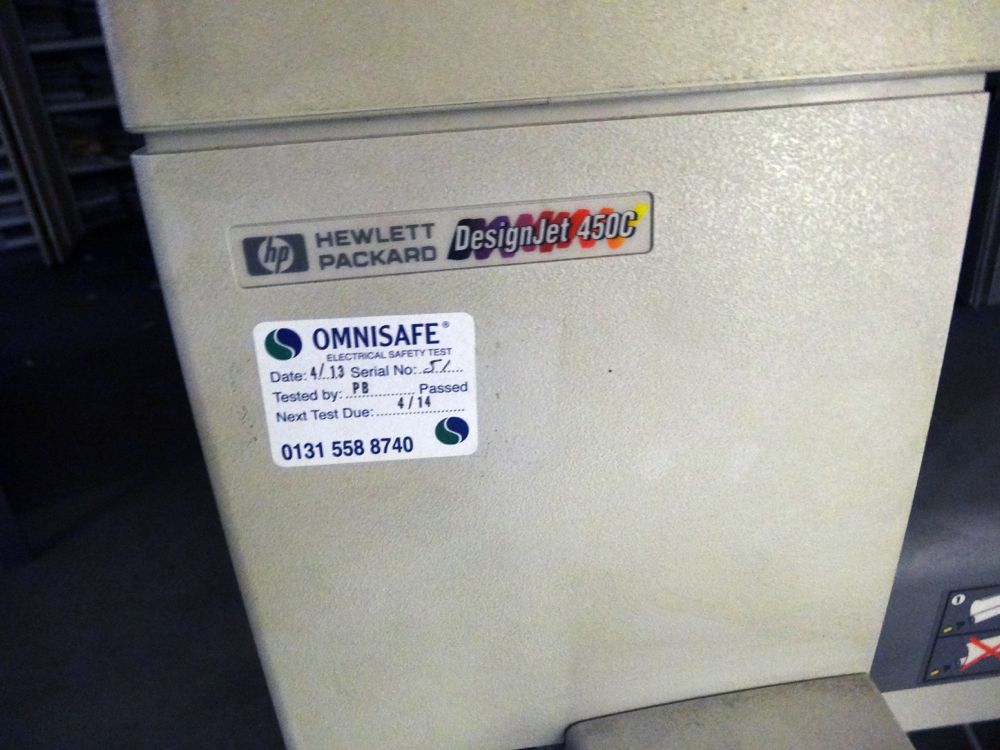 hp HEWLETT PACKARD DesignJet 450C
OMNISAFE®
ELECTRICAL SAFETY TEST
Date: 4/..13 Serial No:..51....
Tested by: PB ............ Passed
Next Test Due: 4/14
0131 558 8740
1